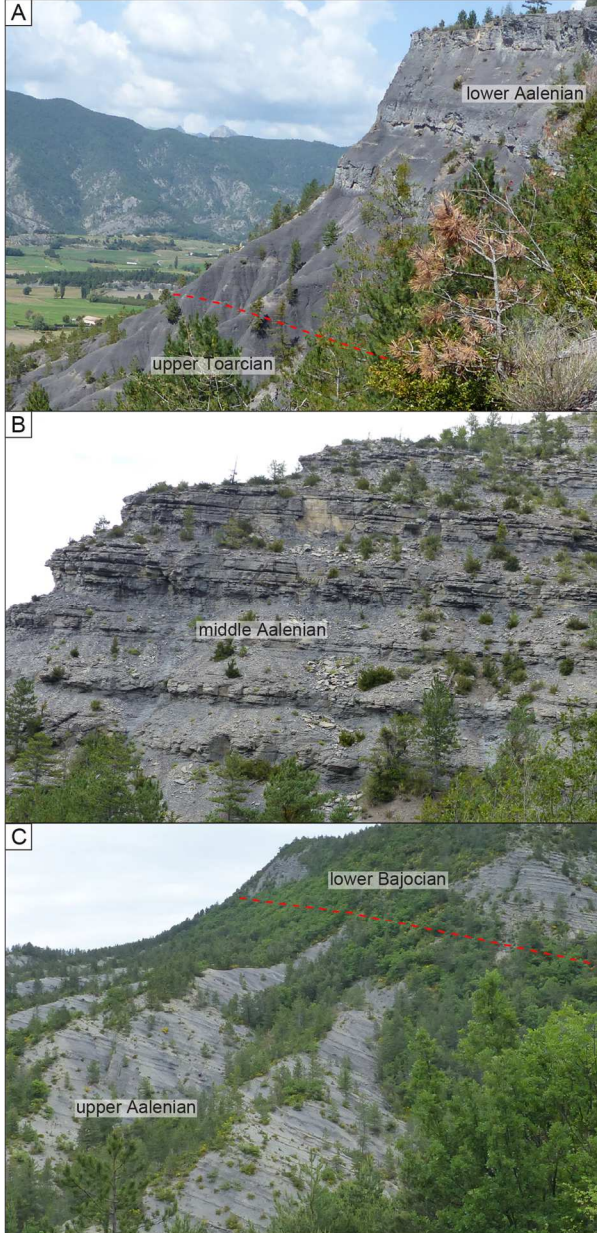 A
lower Aalenian
upper Toarcian
B
middle Aalenian
C
lower Bajocian
upper Aalenian